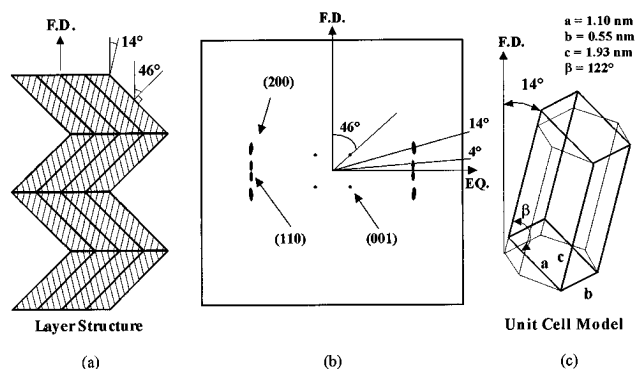 F.D.
14°
46°
Layer Structure
(a)
F.D.
(200)
46°
14°
4°
EQ.
(110)
(001)
(b)
a = 1.10 nm
b = 0.55 nm
c = 1.93 nm
β = 122°
F.D.
14°
β
a
c
b
Unit Cell Model
(c)